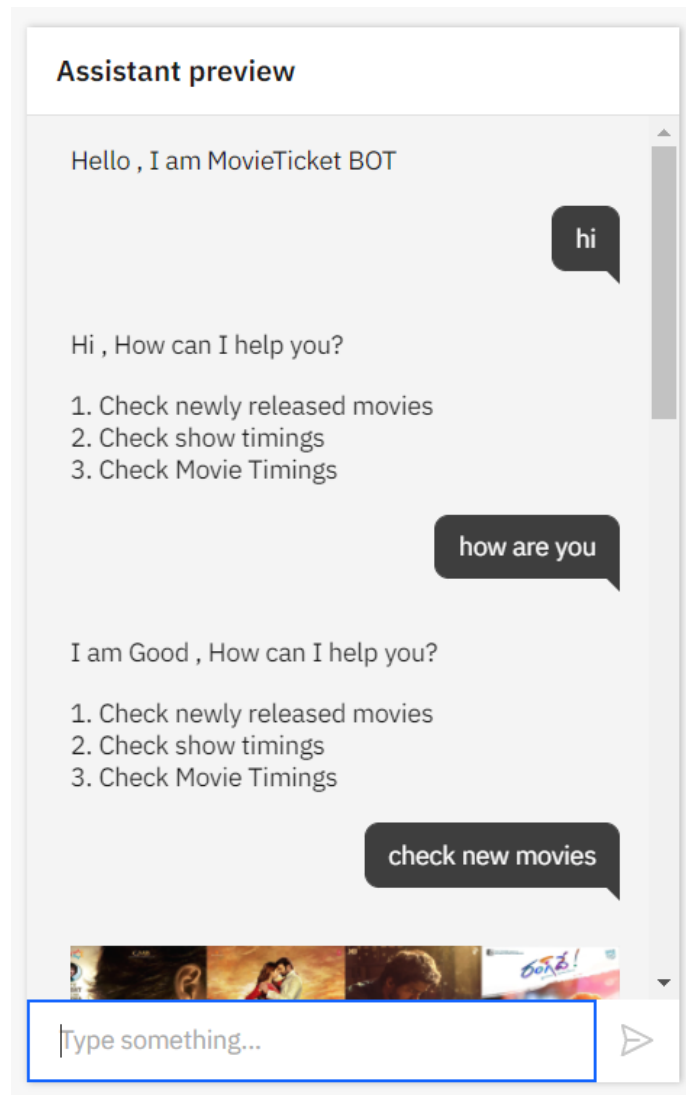 Assistant preview
Hello , I am MovieTicket BOT
hi
Hi , How can I help you?
1. Check newly released movies
2. Check show timings
3. Check Movie Timings
how are you
I am Good , How can I help you?
1. Check newly released movies
2. Check show timings
3. Check Movie Timings
check new movies
రంగ్ దే!
Type something...